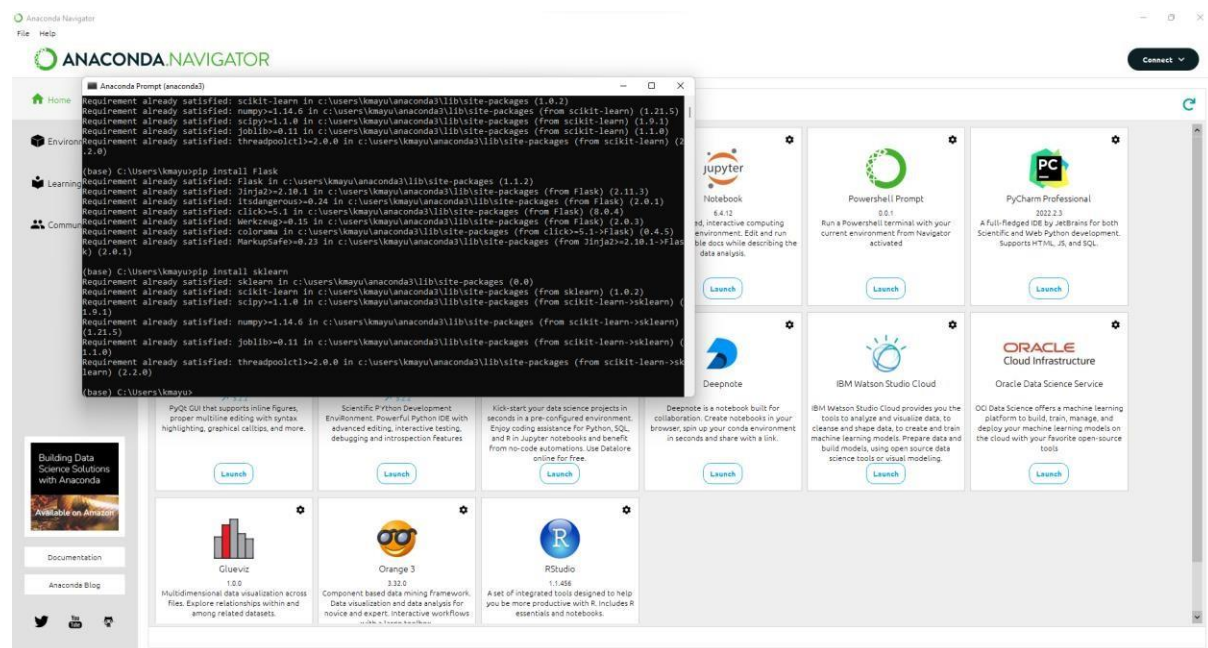 Anaconda Navigator
File Help
ANACONDA.NAVIGATOR
Connect
Anaconda Prompt (anaconda3)
Home
Environ
Learning
Commun
Requirement already satisfied: scikit-learn in c:\users\kmayu\anaconda3\lib\site-packages (1.0.2)
Requirement already satisfied: numpy>=1.14.6 in c:\users\kmayu\anaconda3\lib\site-packages (from scikit-learn) (1.21.5)
Requirement already satisfied: scipy>=1.1.0 in c:\users\kmayu\anaconda3\lib\site-packages (from scikit-learn) (1.9.1)
Requirement already satisfied: joblib>=0.11 in c:\users\kmayu\anaconda3\lib\site-packages (from scikit-learn) (1.1.0)
Requirement already satisfied: threadpoolctl>=2.0.0 in c:\users\kmayu\anaconda3\lib\site-packages (from scikit-learn) (2
.2.0)
(base) C:\Users\kmayu>pip install Flask
Requirement already satisfied: Flask in c:\users\kmayu\anaconda3\lib\site-packages (1.1.2)
Requirement already satisfied: Jinja2>=2.10.1 in c:\users\kmayu\anaconda3\lib\site-packages (from Flask) (2.11.3)
Requirement already satisfied: itsdangerous>=0.24 in c:\users\kmayu\anaconda3\lib\site-packages (from Flask) (2.0.1)
Requirement already satisfied: click>=5.1 in c:\users\kmayu\anaconda3\lib\site-packages (from Flask) (8.0.4)
Requirement already satisfied: Werkzeug>=0.15 in c:\users\kmayu\anaconda3\lib\site-packages (from Flask) (2.0.3)
Requirement already satisfied: colorama in c:\users\kmayu\anaconda3\lib\site-packages (from click>=5.1->Flask) (0.4.5)
Requirement already satisfied: MarkupSafe>=0.23 in c:\users\kmayu\anaconda3\lib\site-packages (from Jinja2>=2.10.1->Flas
k) (2.0.1)
(base) C:\Users\kmayu>pip install sklearn
Requirement already satisfied: sklearn in c:\users\kmayu\anaconda3\lib\site-packages (0.0)
Requirement already satisfied: scikit-learn in c:\users\kmayu\anaconda3\lib\site-packages (from sklearn) (1.0.2)
Requirement already satisfied: scipy>=1.1.0 in c:\users\kmayu\anaconda3\lib\site-packages (from scikit-learn->sklearn) (
1.9.1)
Requirement already satisfied: numpy>=1.14.6 in c:\users\kmayu\anaconda3\lib\site-packages (from scikit-learn->sklearn)
(1.21.5)
Requirement already satisfied: joblib>=0.11 in c:\users\kmayu\anaconda3\lib\site-packages (from scikit-learn->sklearn) (
1.1.0)
Requirement already satisfied: threadpoolctl>=2.0.0 in c:\users\kmayu\anaconda3\lib\site-packages (from scikit-learn->sk
learn) (2.2.0)
(base) C:\Users\kmayu>
jupyter
Notebook
6.4.12
ed, interactive computing
environment. Edit and run
ble docs while describing the
data analysis.
Launch
Powershell Prompt
0.0.1
Run a Powershell terminal with your
current environment from Navigator
activated
Launch
PC
PyCharm Professional
2022.2.3
A full-fledged IDE by JetBrains for both
Scientific and Web Python development.
Supports HTML, JS, and SQL.
Launch
PyQt GUI that supports inline figures,
proper multiline editing with syntax
highlighting, graphical calltips, and more.
Launch
Scientific PYthon Development
EnviRonment. Powerful Python IDE with
advanced editing, interactive testing,
debugging and introspection features
Launch
Kick-start your data science projects in
seconds in a pre-configured environment.
Enjoy coding assistance for Python, SQL,
and R in Jupyter notebooks and benefit
from no-code automations. Use Datalore
online for free.
Launch
Deepnote
Deepnote is a notebook built for
collaboration. Create notebooks in your
browser, spin up your conda environment
in seconds and share with a link.
Launch
IBM Watson Studio Cloud
IBM Watson Studio Cloud provides you the
tools to analyze and visualize data, to
cleanse and shape data, to create and train
machine learning models. Prepare data and
build models, using open source data
science tools or visual modeling.
Launch
ORACLE
Cloud Infrastructure
Oracle Data Science Service
OCI Data Science offers a machine learning
platform to build, train, manage, and
deploy your machine learning models on
the cloud with your favorite open-source
tools
Launch
Building Data
Science Solutions
with Anaconda
Available on Amazon
Documentation
Anaconda Blog
You
Tube
Glueviz
1.0.0
Multidimensional data visualization across
files. Explore relationships within and
among related datasets.
Orange 3
3.32.0
Component based data mining framework.
Data visualization and data analysis for
novice and expert. Interactive workflows
with a large toolbox.
R
RStudio
1.1.456
A set of integrated tools designed to help
you be more productive with R. Includes R
essentials and notebooks.